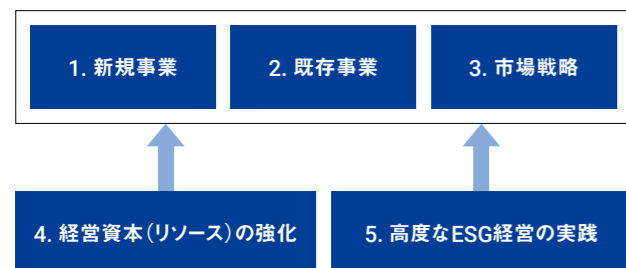 1. 新規事業
2. 既存事業
3. 市場戦略
4. 経営資本（リソース）の強化
5. 高度なESG経営の実践